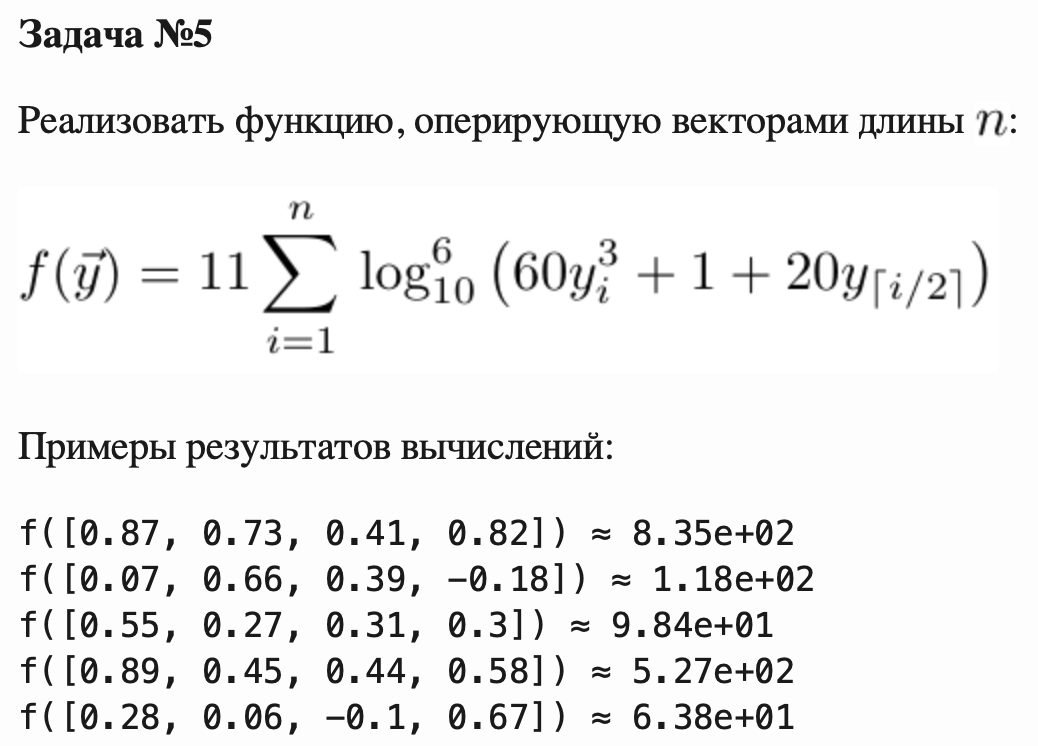 Задача №5
Реализовать функцию, оперирующую векторами длины n:
f(\vec{y}) = 11 \sum_{i=1}^{n} \log_{10}^{6} (60y_i^3 + 1 + 20y_{⌈i/2⌉})
Примеры результатов вычислений:
f([0.87, 0.73, 0.41, 0.82]) ≈ 8.35e+02
f([0.07, 0.66, 0.39, −0.18]) ≈ 1.18e+02
f([0.55, 0.27, 0.31, 0.3]) ≈ 9.84e+01
f([0.89, 0.45, 0.44, 0.58]) ≈ 5.27e+02
f([0.28, 0.06, −0.1, 0.67]) ≈ 6.38e+01